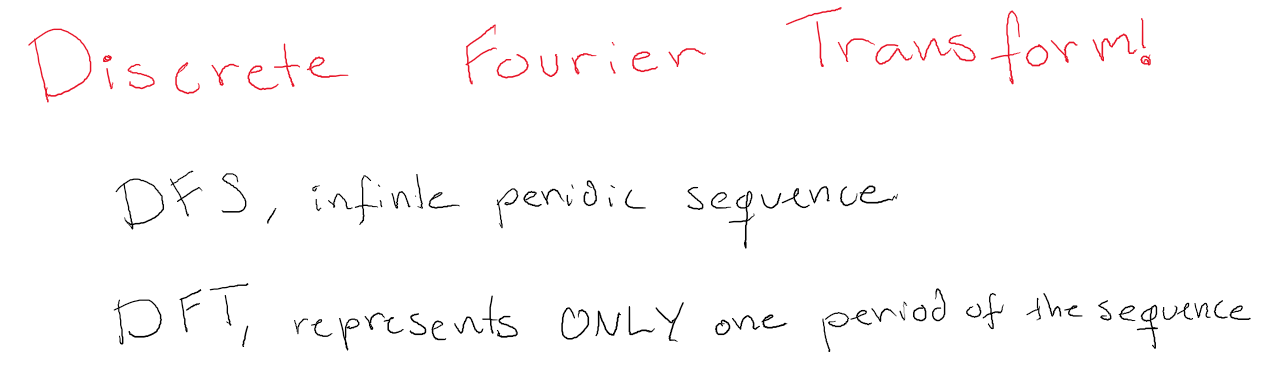 Discrete Fourier Transform!
DFS, infinite periodic sequence
DFT, represents ONLY one period of the sequence